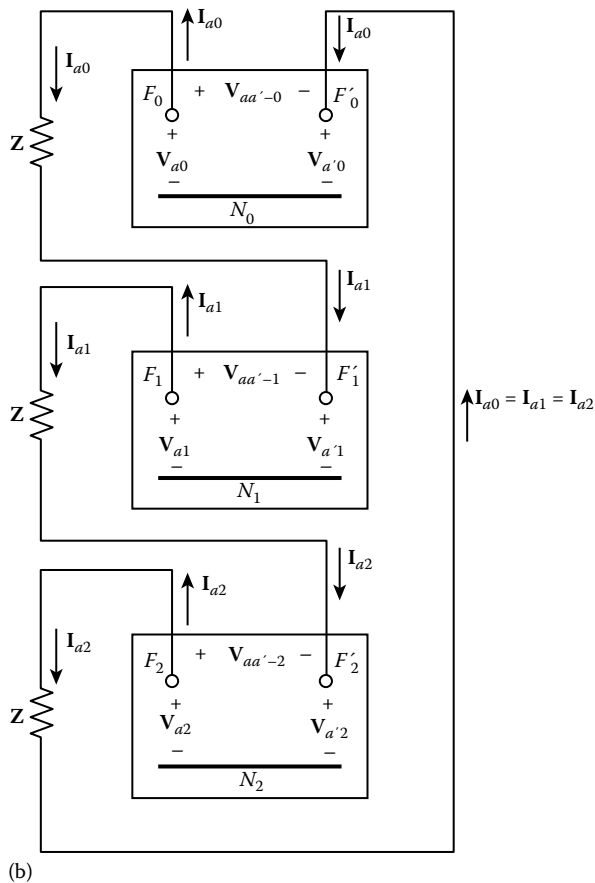 I_a0 I_a0 I_a0
F_0 + V_aa′−0 − F′_0
Z + +
V_a0 V_a′0
− −
N_0
I_a1 I_a1
I_a1
F_1 + V_aa′−1 − F′_1
I_a0 = I_a1 = I_a2
Z + +
V_a1 V_a′1
− −
N_1
I_a2 I_a2
I_a2
F_2 + V_aa′−2 − F′_2
Z + +
V_a2 V_a′2
− −
N_2
(b)